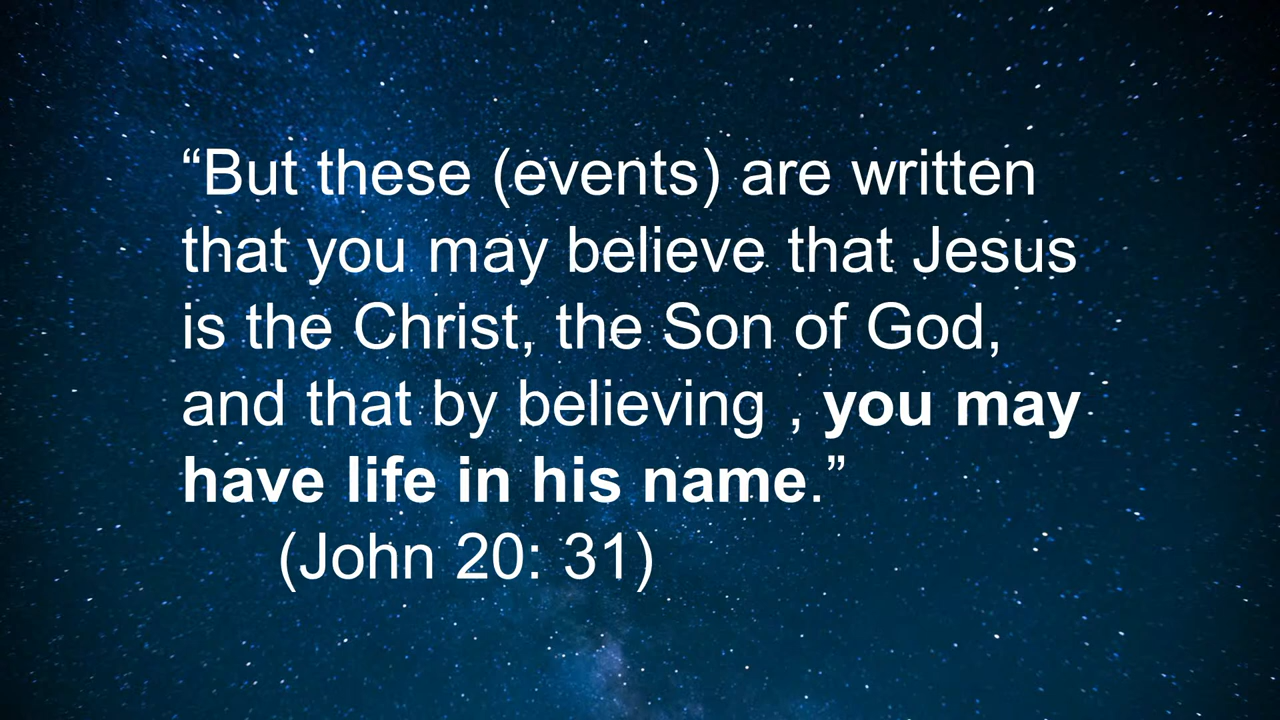 “But these (events) are written
that you may believe that Jesus
is the Christ, the Son of God,
and that by believing , you may
have life in his name.”
(John 20: 31)